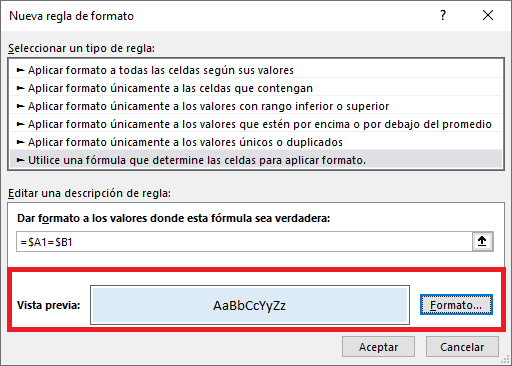 Nueva regla de formato
Seleccionar un tipo de regla:
► Aplicar formato a todas las celdas según sus valores
► Aplicar formato únicamente a las celdas que contengan
► Aplicar formato únicamente a los valores con rango inferior o superior
► Aplicar formato únicamente a los valores que estén por encima o por debajo del promedio
► Aplicar formato únicamente a los valores únicos o duplicados
► Utilice una fórmula que determine las celdas para aplicar formato.
Editar una descripción de regla:
Dar formato a los valores donde esta fórmula sea verdadera:
=$A1=$B1
Vista previa: AaBbCcYyZz Formato...
Aceptar Cancelar